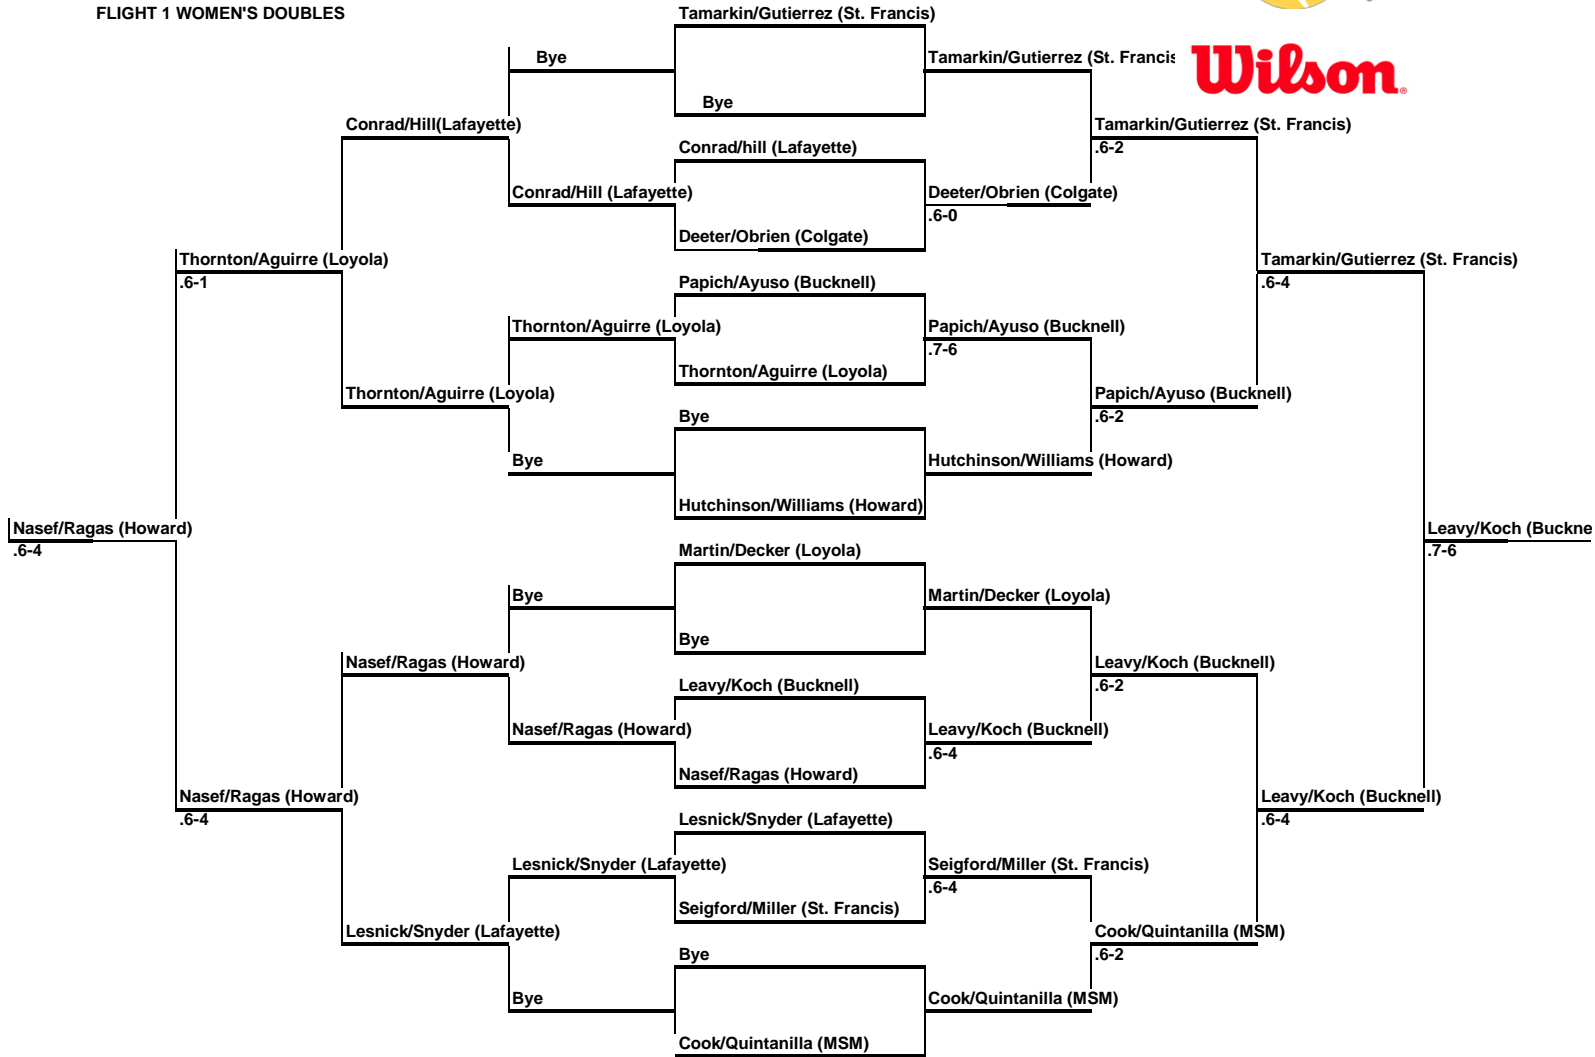 FLIGHT 1 WOMEN'S DOUBLES
Tamarkin/Gutierrez (St. Francis)
Bye
Tamarkin/Gutierrez (St. Francis
Wilson
Bye
Conrad/Hill(Lafayette)
Tamarkin/Gutierrez (St. Francis)
Conrad/hill (Lafayette)
.6-2
Conrad/Hill (Lafayette)
Deeter/Obrien (Colgate)
.6-0
Deeter/Obrien (Colgate)
Thornton/Aguirre (Loyola)
Tamarkin/Gutierrez (St. Francis)
.6-1
Papich/Ayuso (Bucknell)
.6-4
Thornton/Aguirre (Loyola)
Papich/Ayuso (Bucknell)
.7-6
Thornton/Aguirre (Loyola)
Thornton/Aguirre (Loyola)
Papich/Ayuso (Bucknell)
Bye
.6-2
Bye
Hutchinson/Williams (Howard)
Hutchinson/Williams (Howard)
Nasef/Ragas (Howard)
Leavy/Koch (Buckne
.6-4
Martin/Decker (Loyola)
.7-6
Bye
Martin/Decker (Loyola)
Bye
Nasef/Ragas (Howard)
Leavy/Koch (Bucknell)
Leavy/Koch (Bucknell)
.6-2
Nasef/Ragas (Howard)
Leavy/Koch (Bucknell)
.6-4
Nasef/Ragas (Howard)
Nasef/Ragas (Howard)
Leavy/Koch (Bucknell)
.6-4
Lesnick/Snyder (Lafayette)
.6-4
Lesnick/Snyder (Lafayette)
Seigford/Miller (St. Francis)
.6-4
Seigford/Miller (St. Francis)
Lesnick/Snyder (Lafayette)
Cook/Quintanilla (MSM)
Bye
.6-2
Bye
Cook/Quintanilla (MSM)
Cook/Quintanilla (MSM)